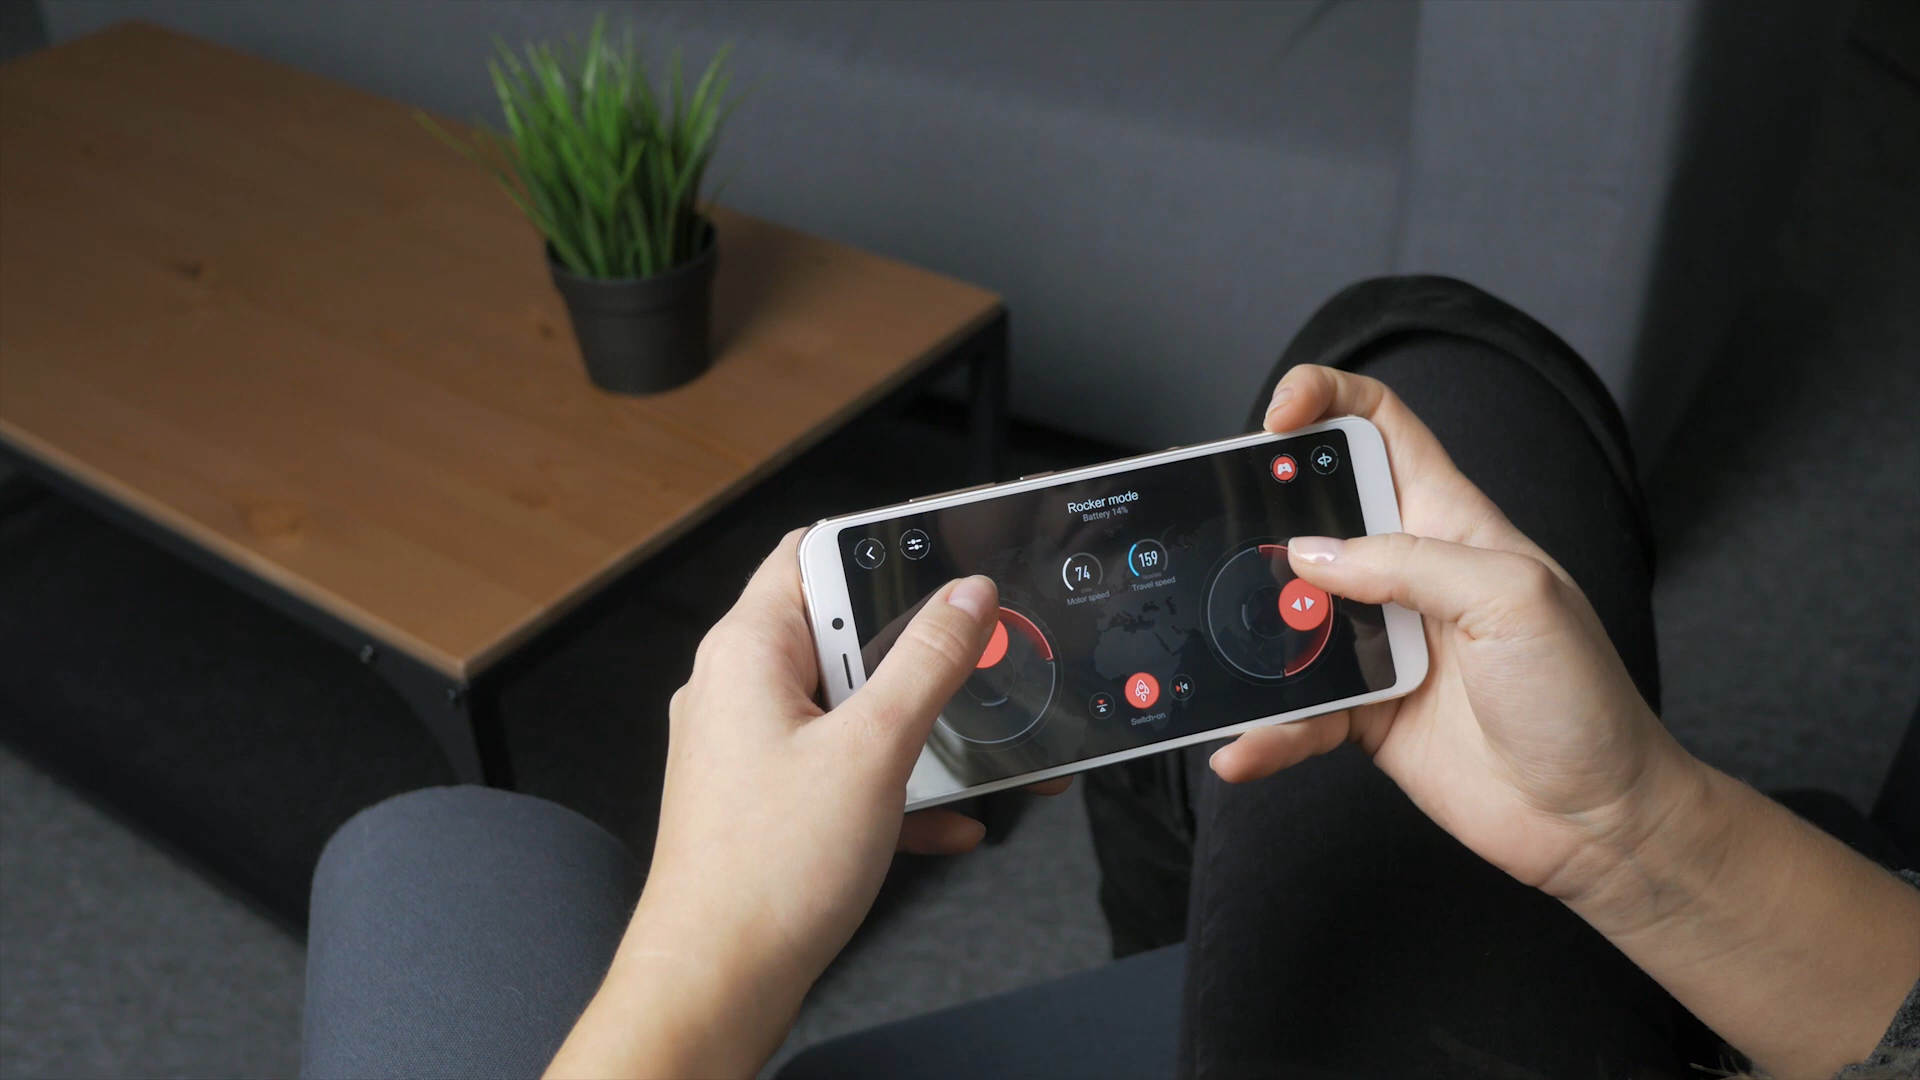 Rocker mode
Battery 14%
74
Motor speed
159
Travel speed
Switch-on